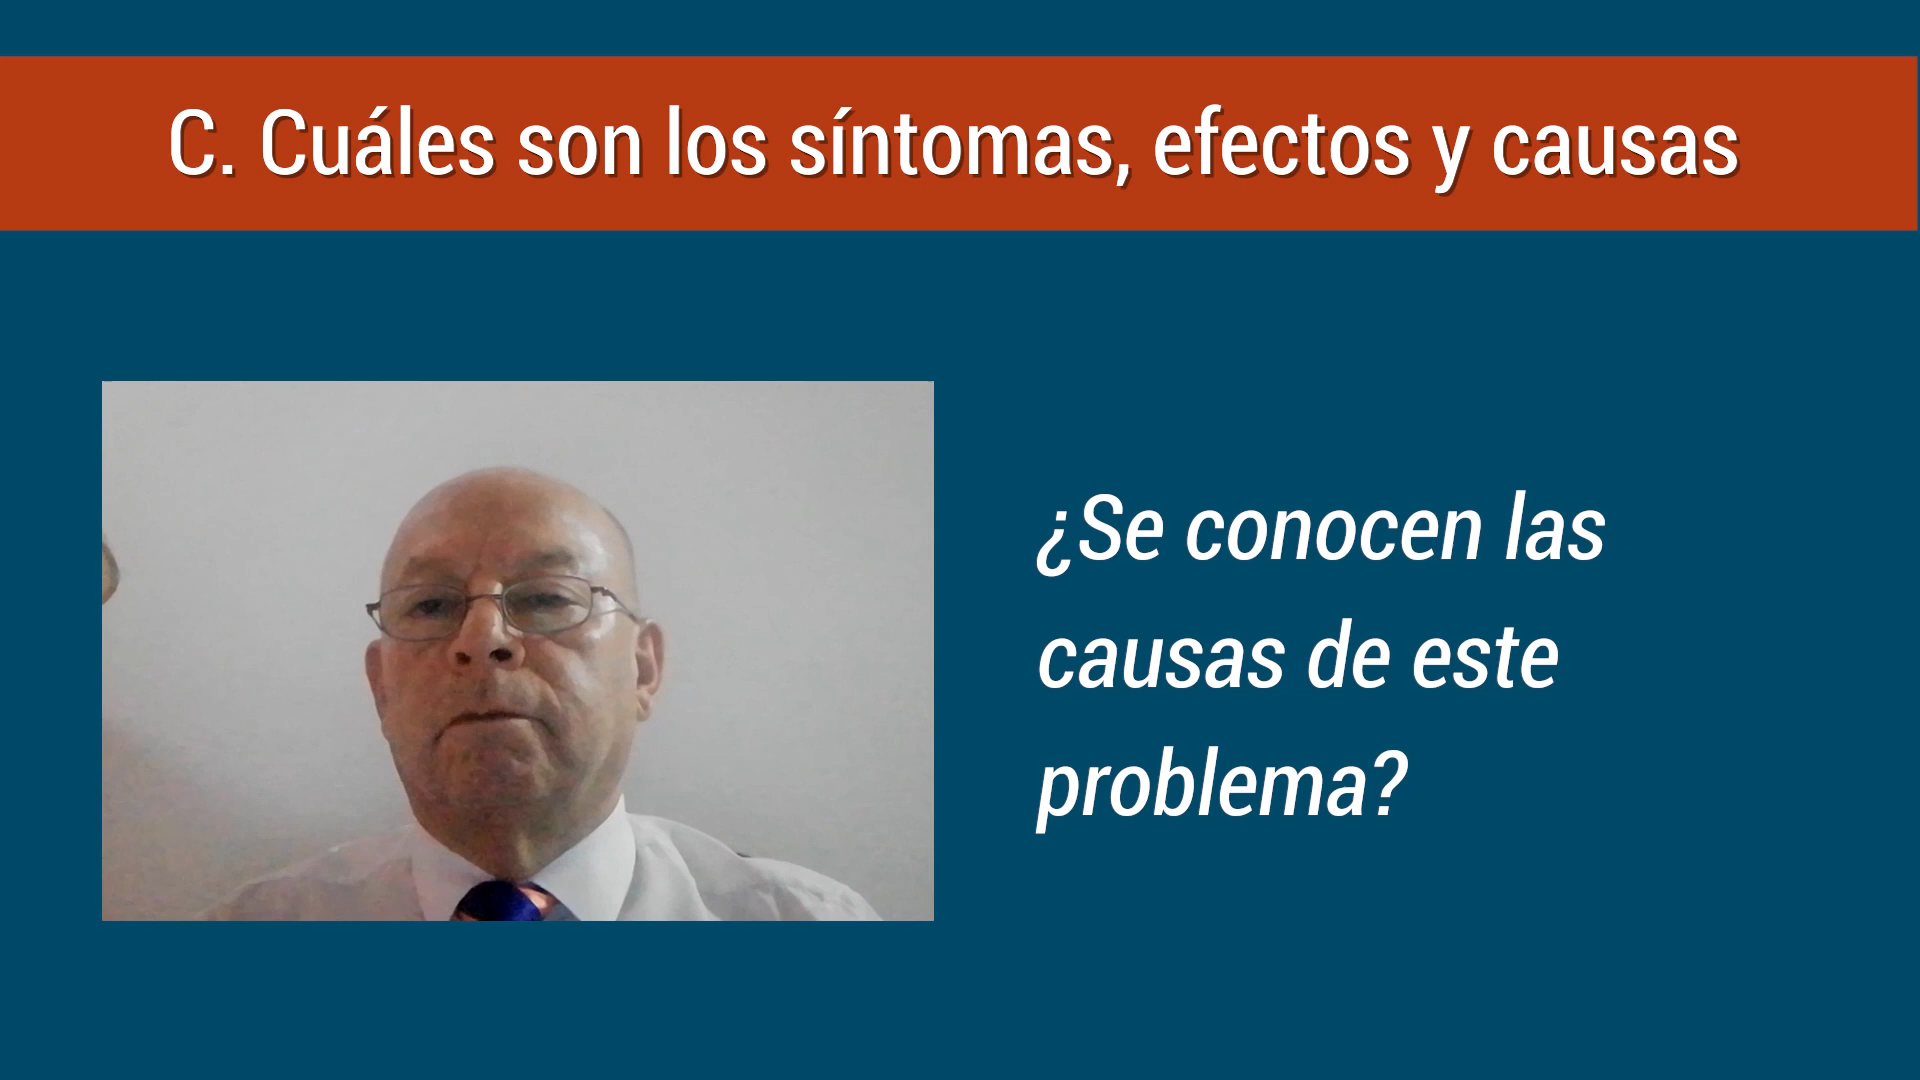 C. Cuáles son los síntomas, efectos y causas
¿Se conocen las
causas de este
problema?